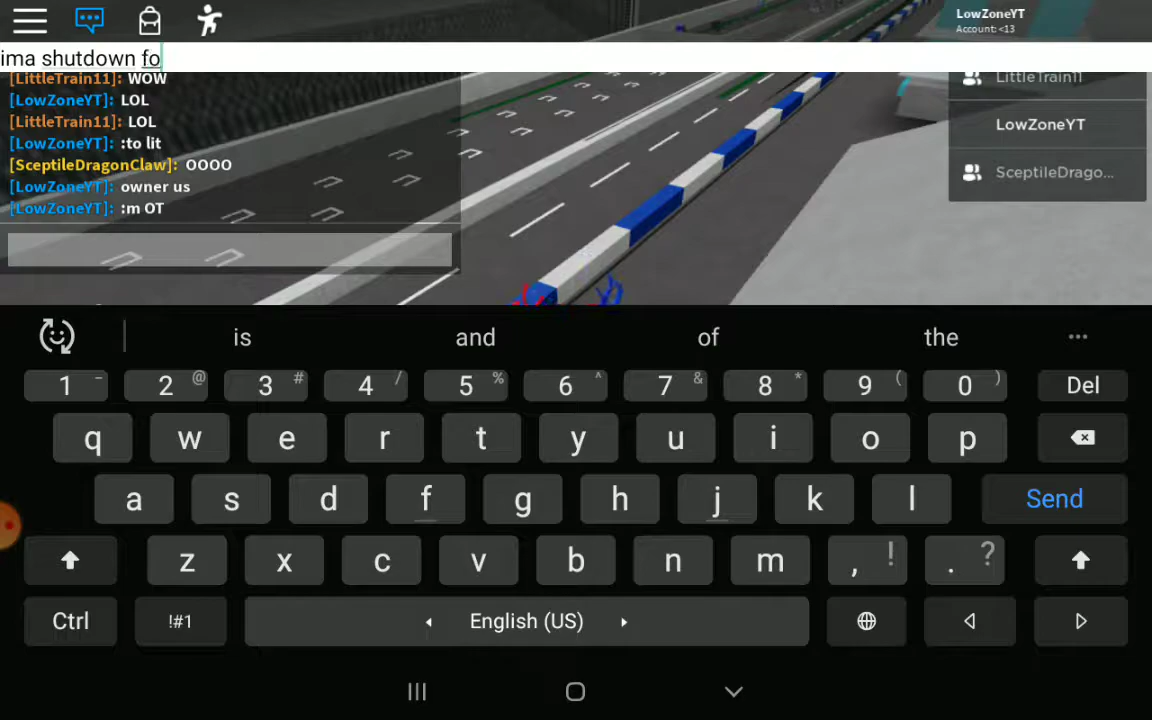 LowZoneYT
Account: <13
ima shutdown fo
[LittleTrain11]: WOW
[LowZoneYT]: LOL
[LittleTrain11]: LOL
[LowZoneYT]: :to lit
[SceptileDragonClaw]: OOOO
[LowZoneYT]: owner us
[LowZoneYT]: :m OT
LittleTrain11
LowZoneYT
SceptileDrago...
is and of the ...
1 - 2 @ 3 # 4 / 5 % 6 ^ 7 & 8 * 9 ( 0 ) Del
q w e r t y u i o p
a s d f g h j k l Send
z x c v b n m , ! . ?
Ctrl !#1 English (US)